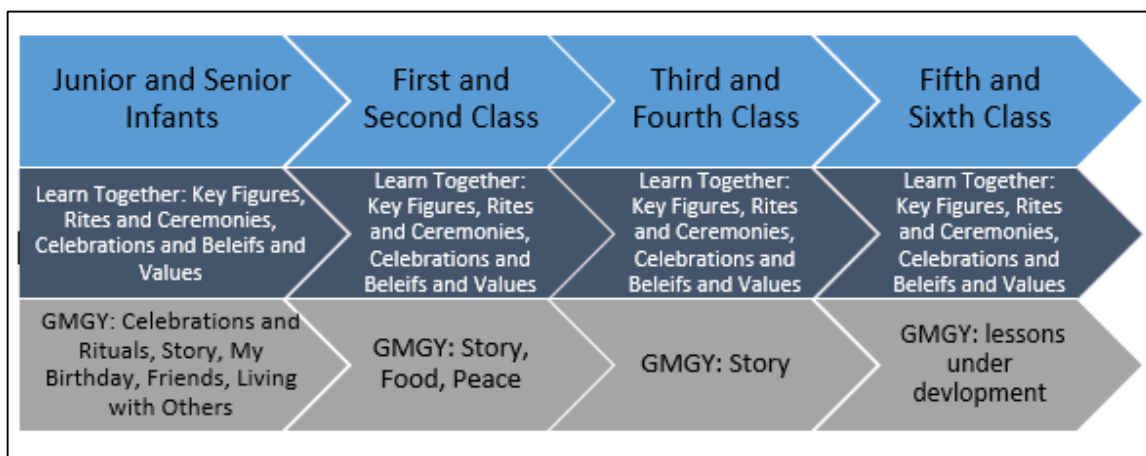 Junior and Senior
Infants
First and
Second Class
Third and
Fourth Class
Fifth and
Sixth Class
Learn Together: Key Figures,
Rites and Ceremonies,
Celebrations and Beleifs and
Values
Learn Together:
Key Figures, Rites
and Ceremonies,
Celebrations and
Beleifs and Values
Learn Together:
Key Figures, Rites
and Ceremonies,
Celebrations and
Beleifs and Values
Learn Together:
Key Figures, Rites
and Ceremonies,
Celebrations and
Beleifs and Values
GMGY: Celebrations and
Rituals, Story, My
Birthday, Friends, Living
with Others
GMGY: Story,
Food, Peace
GMGY: Story
GMGY: lessons
under
devlopment